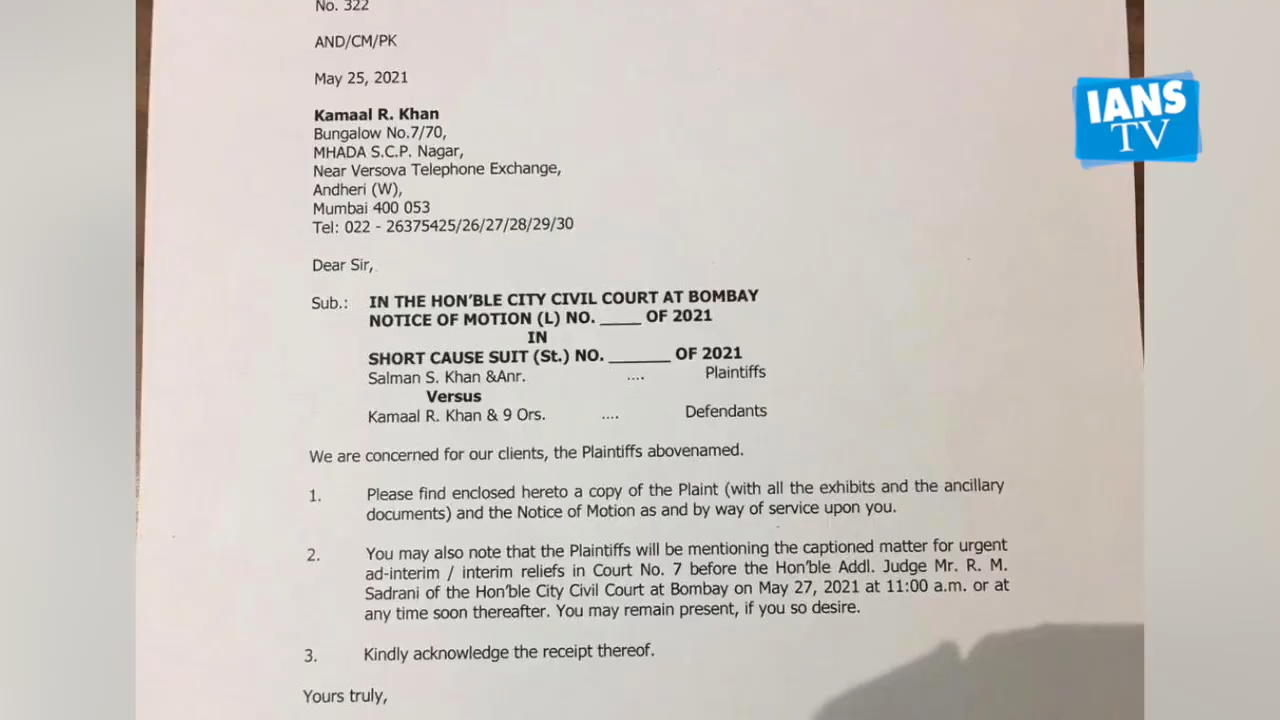 No. 322
AND/CM/PK
May 25, 2021
Kamaal R. Khan
Bungalow No.7/70,
MHADA S.C.P. Nagar,
Near Versova Telephone Exchange,
Andheri (W),
Mumbai 400 053
Tel: 022 - 26375425/26/27/28/29/30
Dear Sir,
Sub.: IN THE HON'BLE CITY CIVIL COURT AT BOMBAY
NOTICE OF MOTION (L) NO. ____ OF 2021
IN
SHORT CAUSE SUIT (St.) NO. ______ OF 2021
Salman S. Khan &Anr. .... Plaintiffs
Versus
Kamaal R. Khan & 9 Ors. .... Defendants
We are concerned for our clients, the Plaintiffs abovenamed.
1. Please find enclosed hereto a copy of the Plaint (with all the exhibits and the ancillary
documents) and the Notice of Motion as and by way of service upon you.
2. You may also note that the Plaintiffs will be mentioning the captioned matter for urgent
ad-interim / interim reliefs in Court No. 7 before the Hon'ble Addl. Judge Mr. R. M.
Sadrani of the Hon'ble City Civil Court at Bombay on May 27, 2021 at 11:00 a.m. or at
any time soon thereafter. You may remain present, if you so desire.
3. Kindly acknowledge the receipt thereof.
Yours truly,
IANS
TV